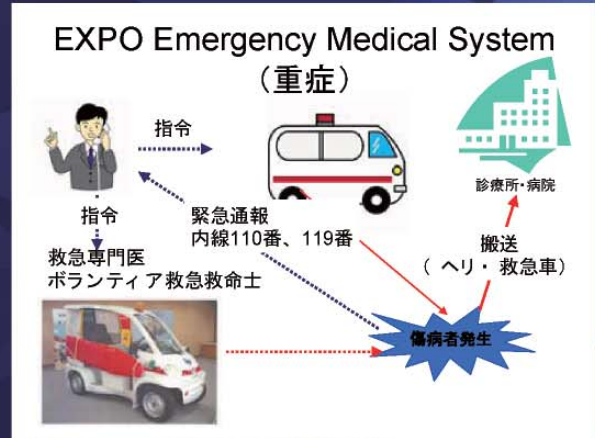 EXPO Emergency Medical System
（重症）
指令
診療所・病院
指令
緊急通報
内線110番、119番
救急専門医
ボランティア救急救命士
搬送
（ ヘリ・ 救急車）
傷病者発生